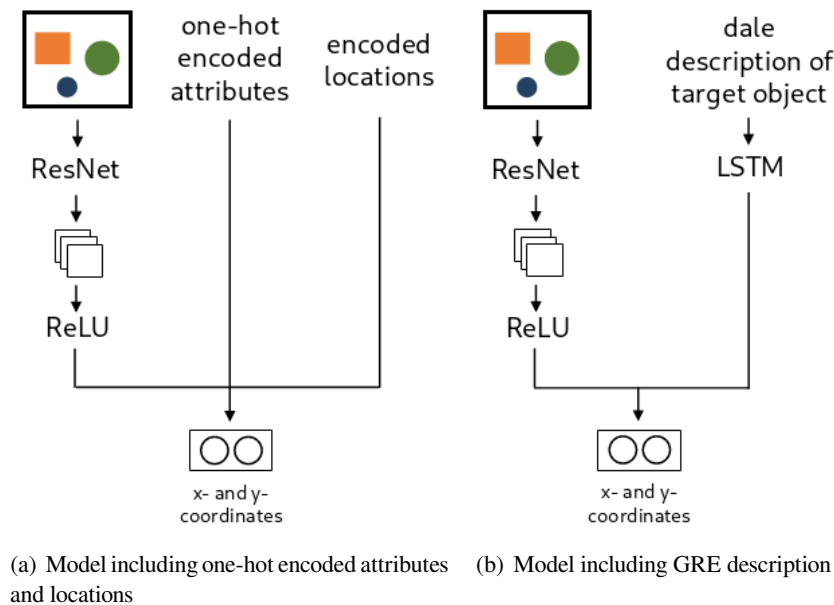 one-hot
encoded
attributes
encoded
locations
ResNet
ReLU
x- and y-
coordinates
(a) Model including one-hot encoded attributes
and locations
dale
description of
target object
ResNet
LSTM
ReLU
x- and y-
coordinates
(b) Model including GRE description